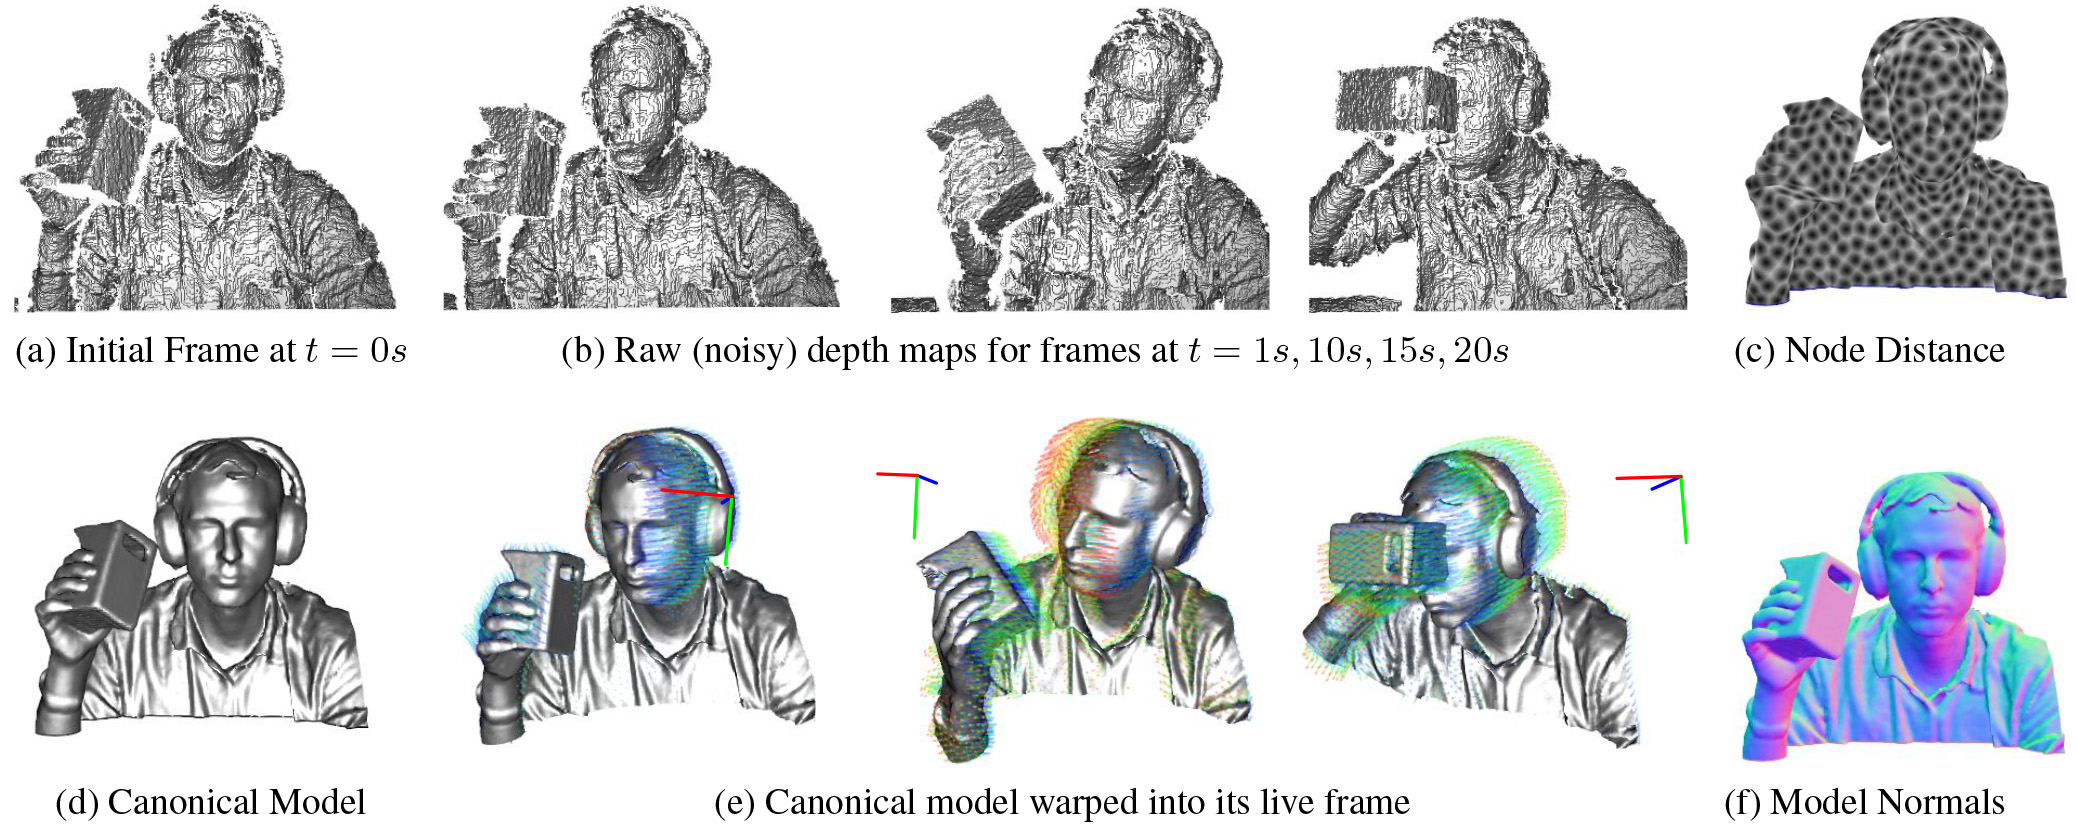 (a) Initial Frame at t = 0s
(b) Raw (noisy) depth maps for frames at t = 1s, 10s, 15s, 20s
(c) Node Distance
(d) Canonical Model
(e) Canonical model warped into its live frame
(f) Model Normals